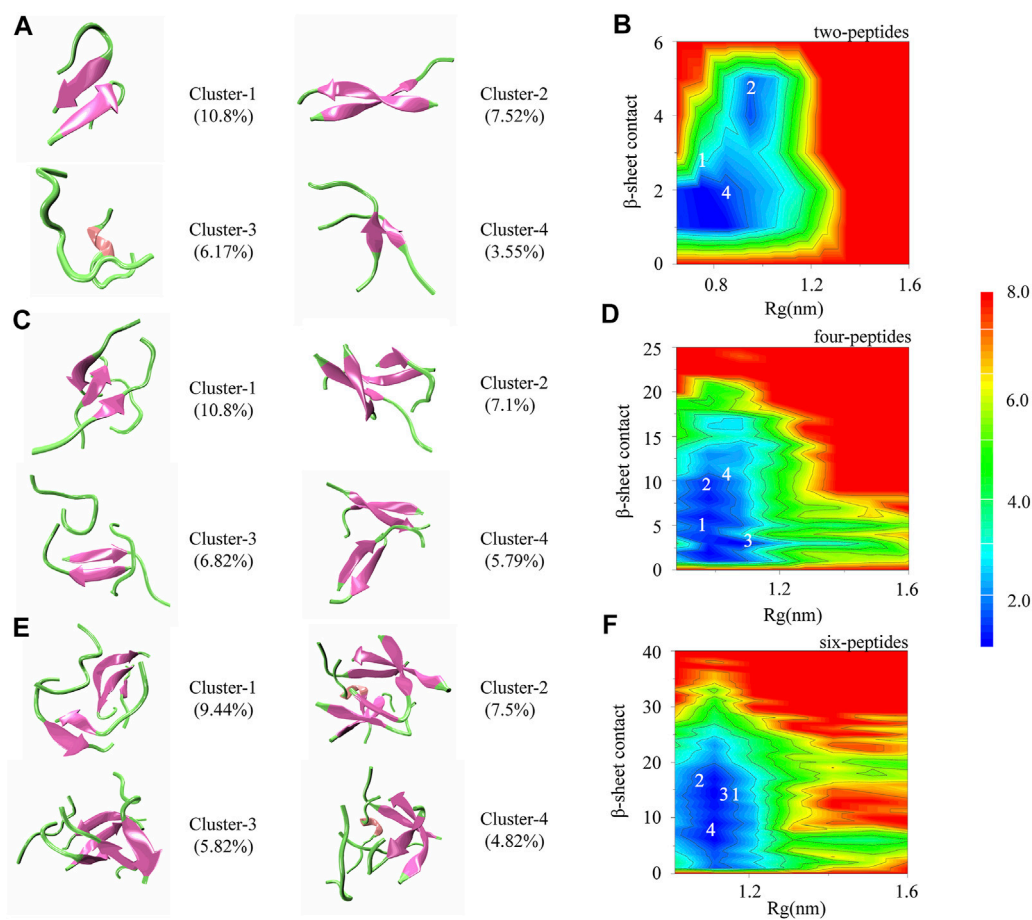 A
Cluster-1
(10.8%)
Cluster-2
(7.52%)
Cluster-3
(6.17%)
Cluster-4
(3.55%)
B
two-peptides
6
4
2
0
β-sheet contact
2
1
4
0.8
1.2
1.6
Rg(nm)
C
Cluster-1
(10.8%)
Cluster-2
(7.1%)
Cluster-3
(6.82%)
Cluster-4
(5.79%)
D
four-peptides
25
20
15
10
5
0
β-sheet contact
4
2
1
3
1.2
1.6
Rg(nm)
8.0
6.0
4.0
2.0
E
Cluster-1
(9.44%)
Cluster-2
(7.5%)
Cluster-3
(5.82%)
Cluster-4
(4.82%)
F
six-peptides
40
30
20
10
0
β-sheet contact
2
3 1
4
1.2
1.6
Rg(nm)